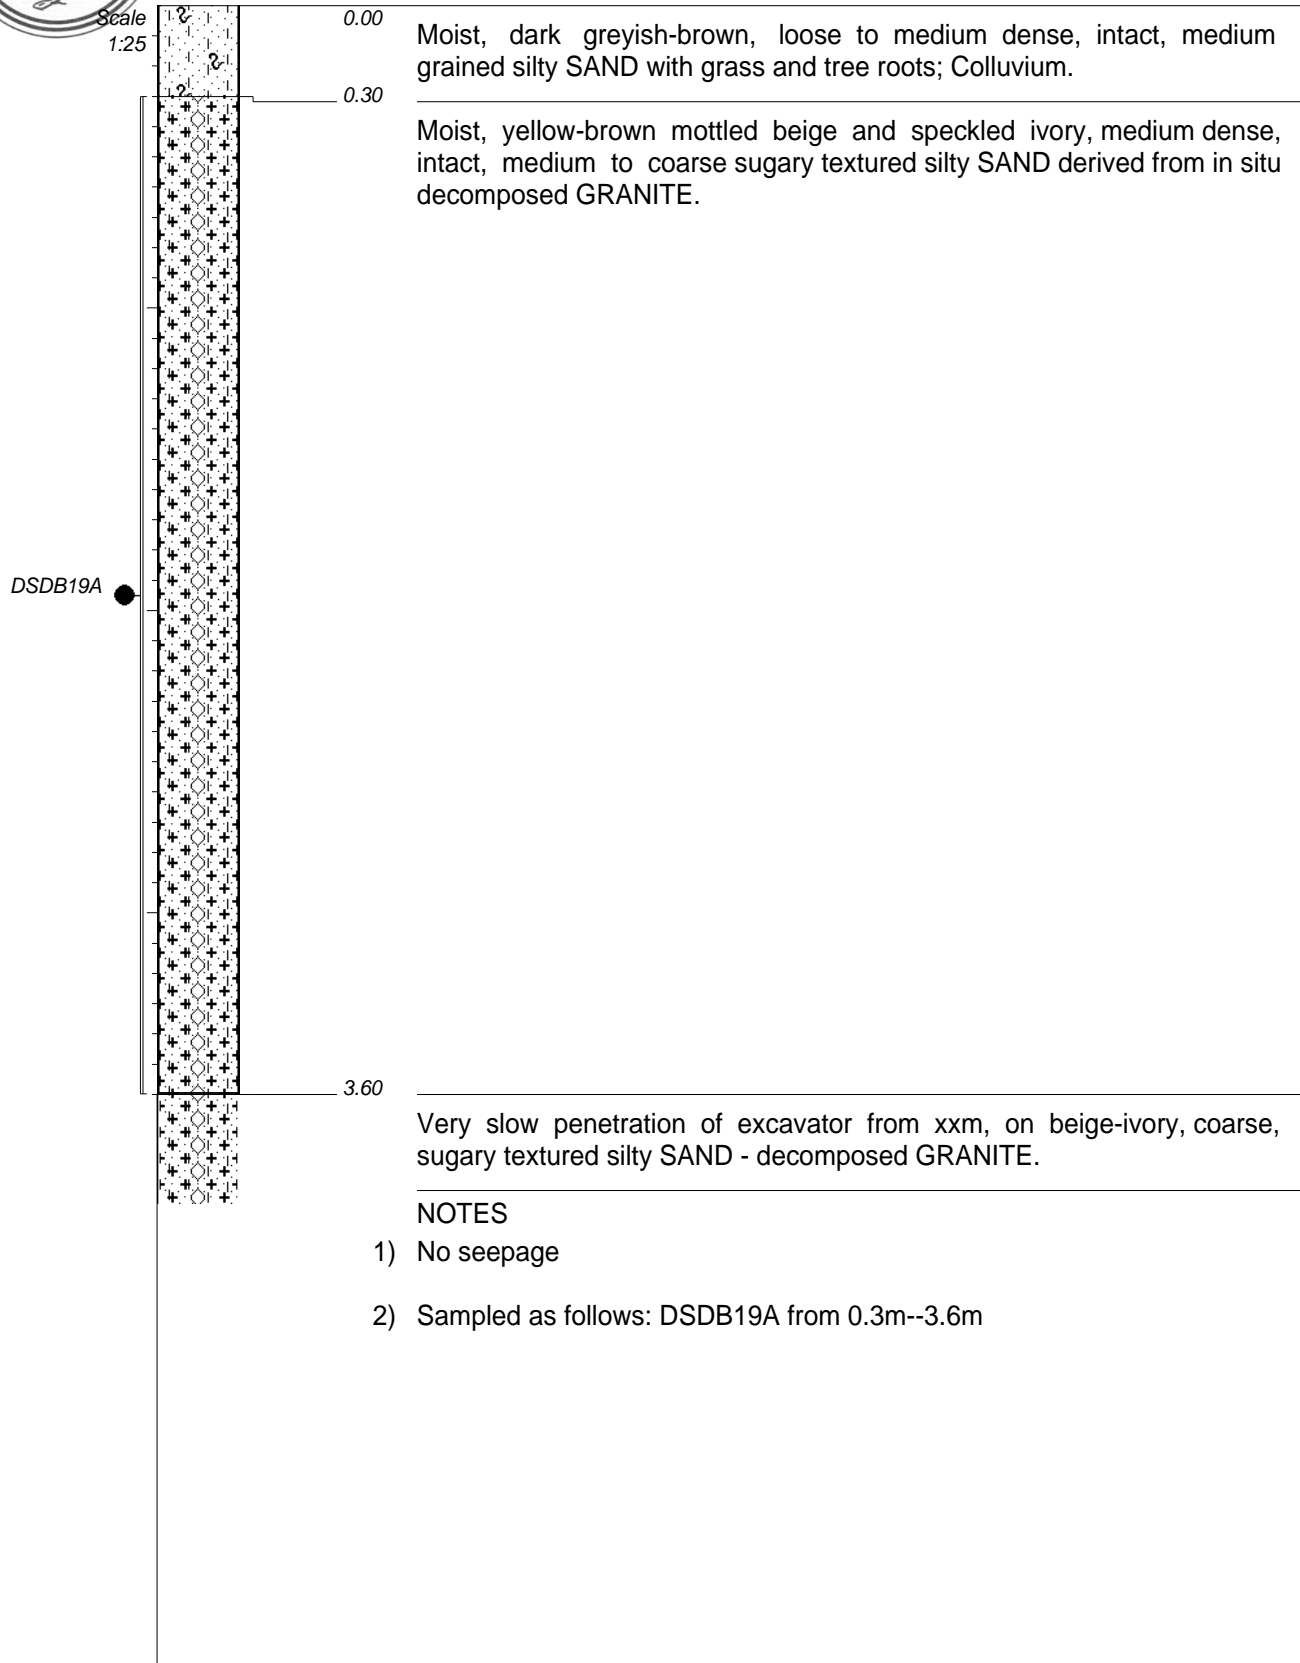 Scale
1:25
0.00
Moist, dark greyish-brown, loose to medium dense, intact, medium
grained silty SAND with grass and tree roots; Colluvium.
0.30
Moist, yellow-brown mottled beige and speckled ivory, medium dense,
intact, medium to coarse sugary textured silty SAND derived from in situ
decomposed GRANITE.
DSDB19A
3.60
Very slow penetration of excavator from xxm, on beige-ivory, coarse,
sugary textured silty SAND - decomposed GRANITE.
NOTES
1) No seepage
2) Sampled as follows: DSDB19A from 0.3m--3.6m